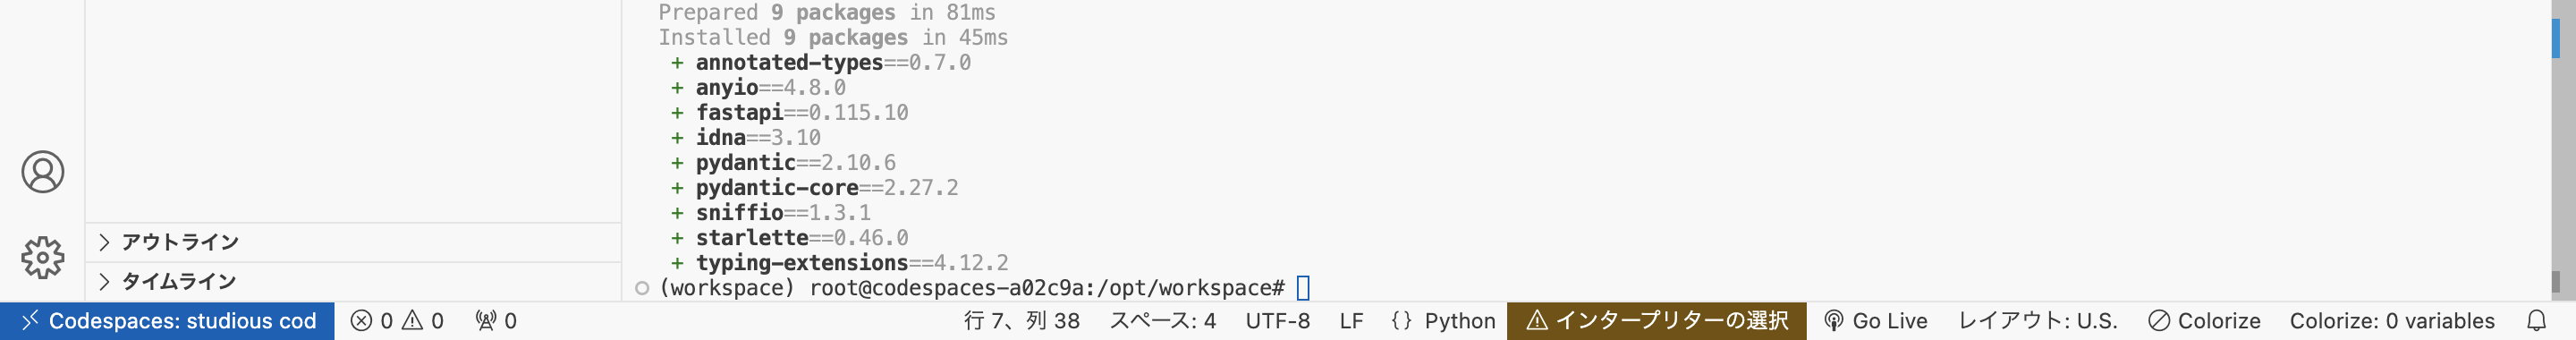 Prepared 9 packages in 81ms
Installed 9 packages in 45ms
+ annotated-types==0.7.0
+ anyio==4.8.0
+ fastapi==0.115.10
+ idna==3.10
+ pydantic==2.10.6
+ pydantic-core==2.27.2
+ sniffio==1.3.1
+ starlette==0.46.0
+ typing-extensions==4.12.2
(workspace) root@codespaces-a02c9a:/opt/workspace#
アウトライン
タイムライン
Codespaces: studious cod 0 0 0 行 7、列 38 スペース: 4 UTF-8 LF {} Python インタープリターの選択 Go Live レイアウト: U.S. Colorize Colorize: 0 variables